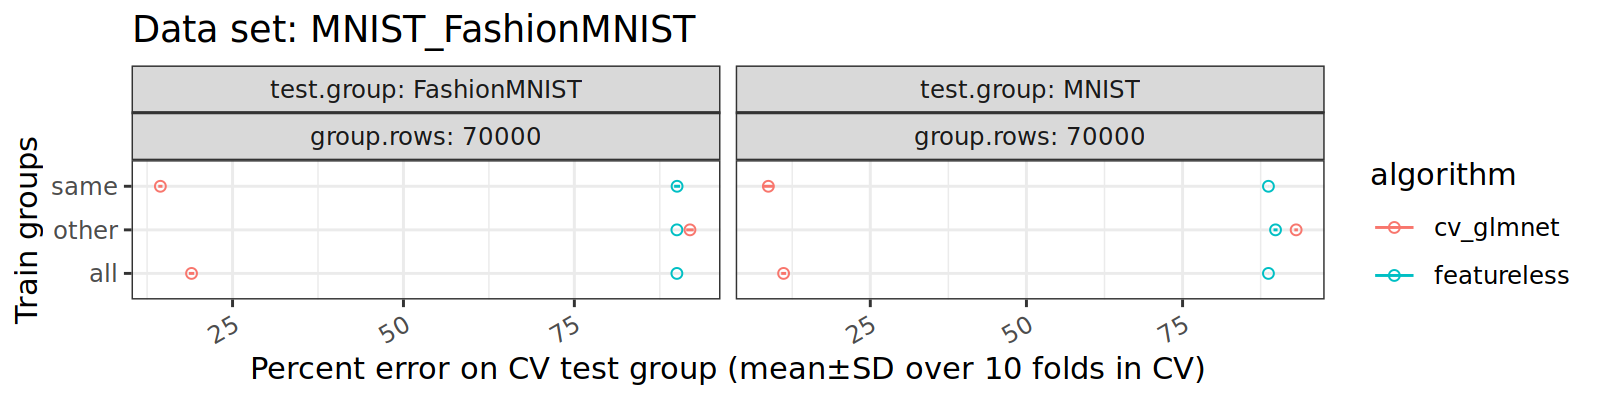 Data set: MNIST_FashionMNIST
test.group: FashionMNIST
test.group: MNIST
group.rows: 70000
group.rows: 70000
Train groups
same
other
all
25
50
75
25
50
75
Percent error on CV test group (mean±SD over 10 folds in CV)
algorithm
cv_glmnet
featureless